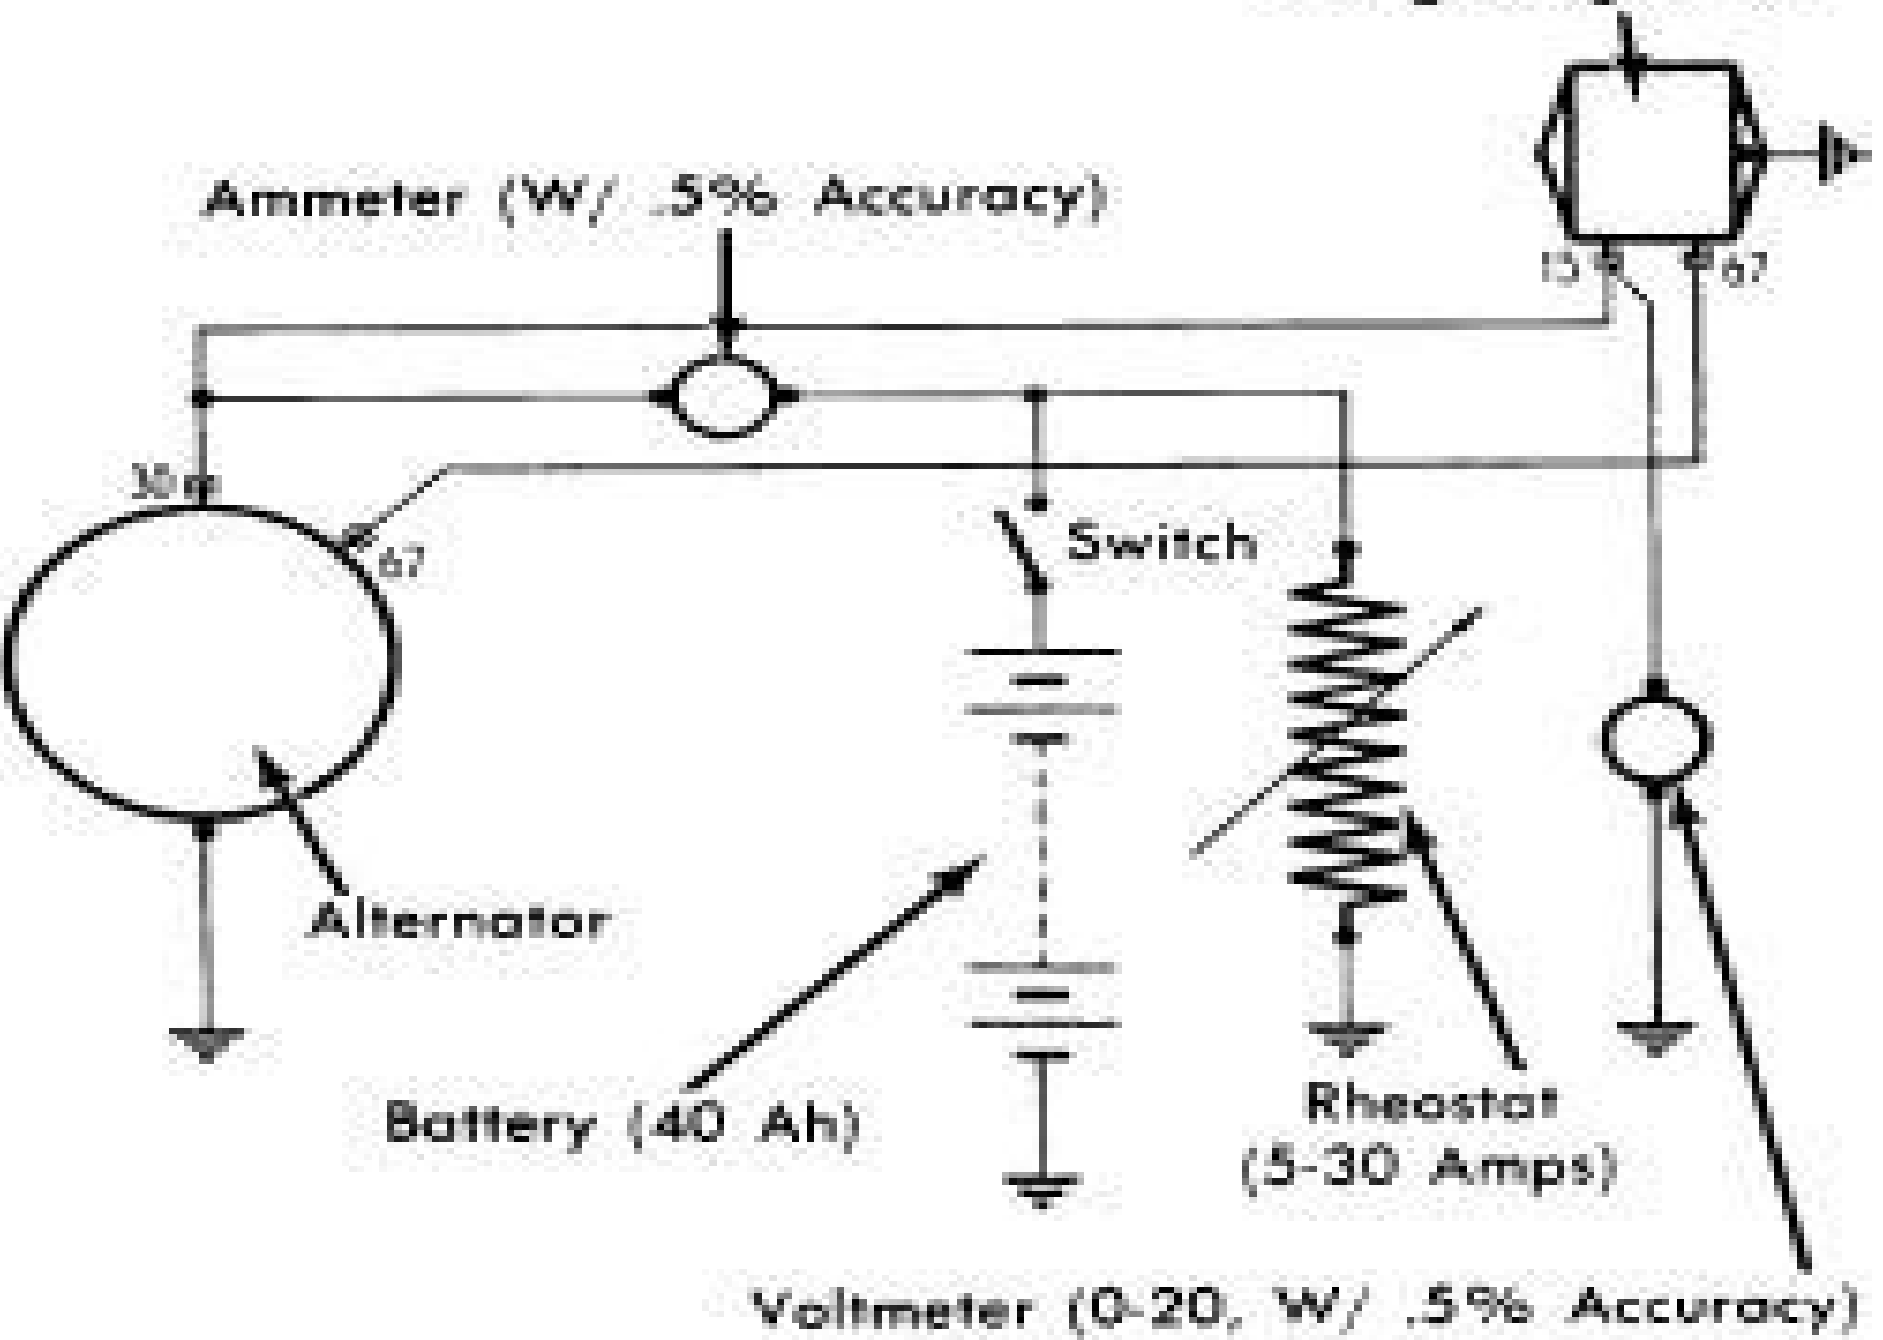 Ammeter (W/ .5% Accuracy)
15
67
30
67
Switch
Alternator
Battery (40 Ah)
Rheostat
(5-30 Amps)
Voltmeter (0-20, W/ .5% Accuracy)